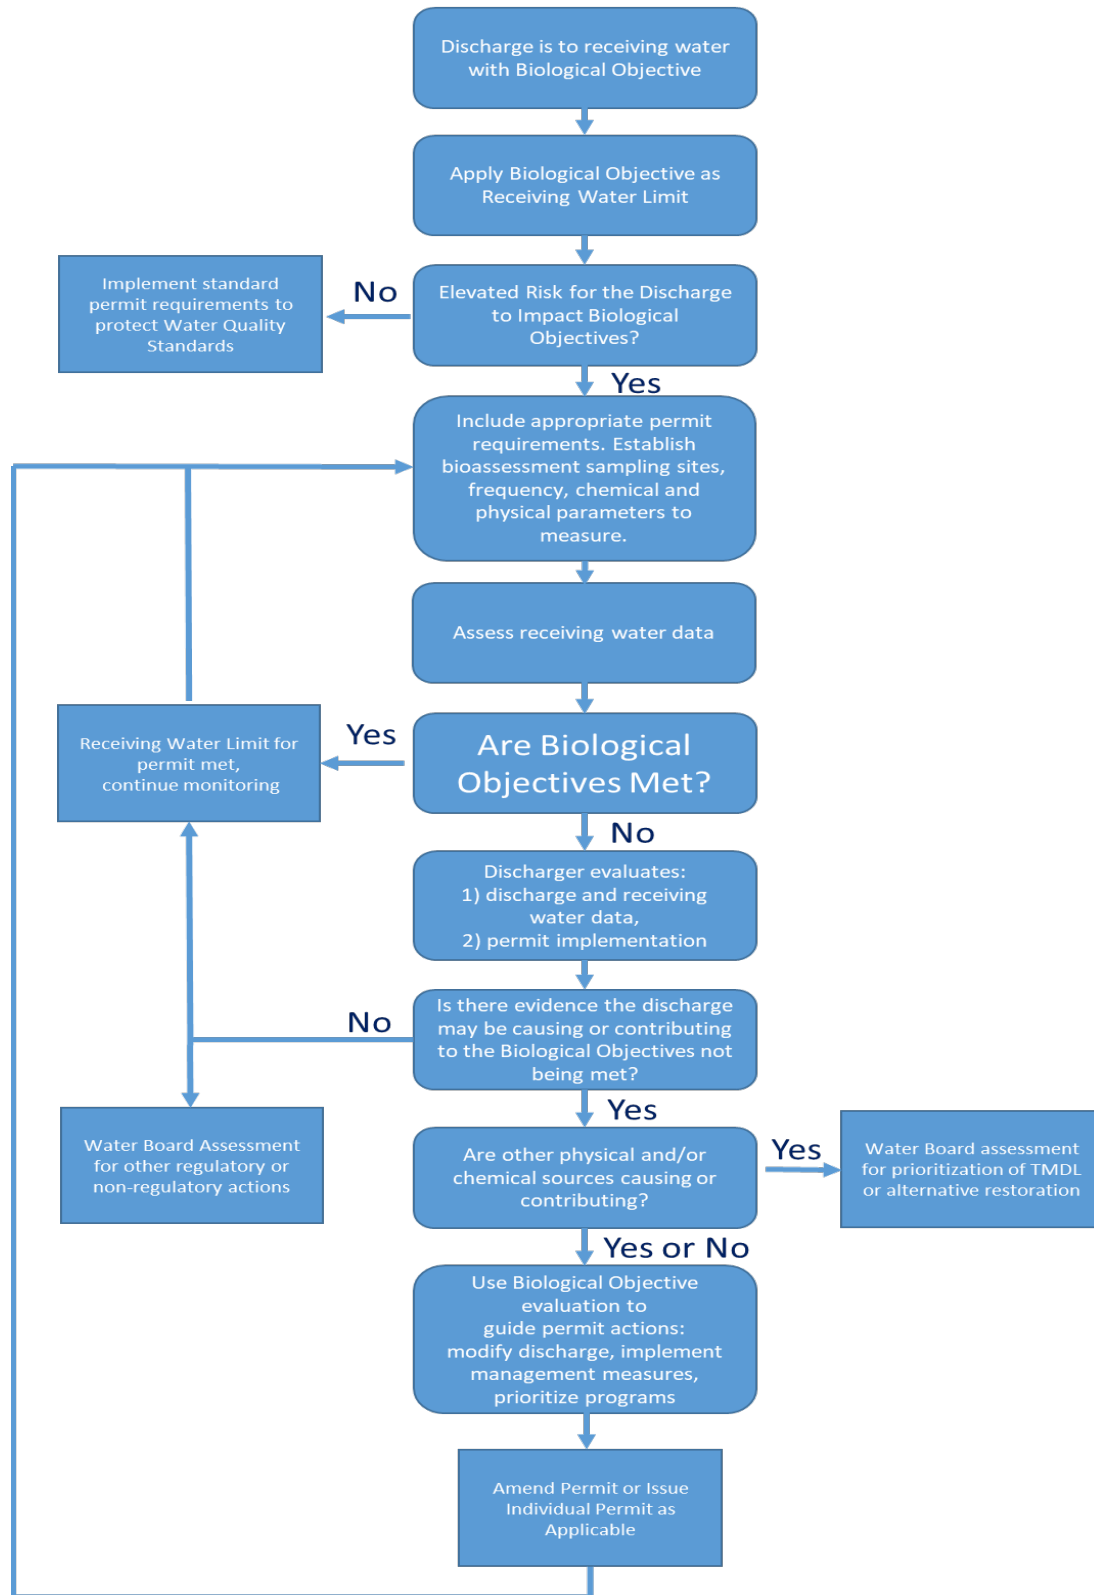 Discharge is to receiving water
with Biological Objective
Apply Biological Objective as
Receiving Water Limit
Implement standard
permit requirements to
protect Water Quality
Standards
No
Elevated Risk for the Discharge
to Impact Biological
Objectives?
Yes
Include appropriate permit
requirements. Establish
bioassessment sampling sites,
frequency, chemical and
physical parameters to
measure.
Assess receiving water data
Receiving Water Limit for
permit met,
continue monitoring
Yes
Are Biological
Objectives Met?
No
Discharger evaluates:
1) discharge and receiving
water data,
2) permit implementation
No
Is there evidence the discharge
may be causing or contributing
to the Biological Objectives not
being met?
Yes
Water Board Assessment
for other regulatory or
non-regulatory actions
Are other physical and/or
chemical sources causing or
contributing?
Yes
Water Board assessment
for prioritization of TMDL
or alternative restoration
Yes or No
Use Biological Objective
evaluation to
guide permit actions:
modify discharge, implement
management measures,
prioritize programs
Amend Permit or Issue
Individual Permit as
Applicable